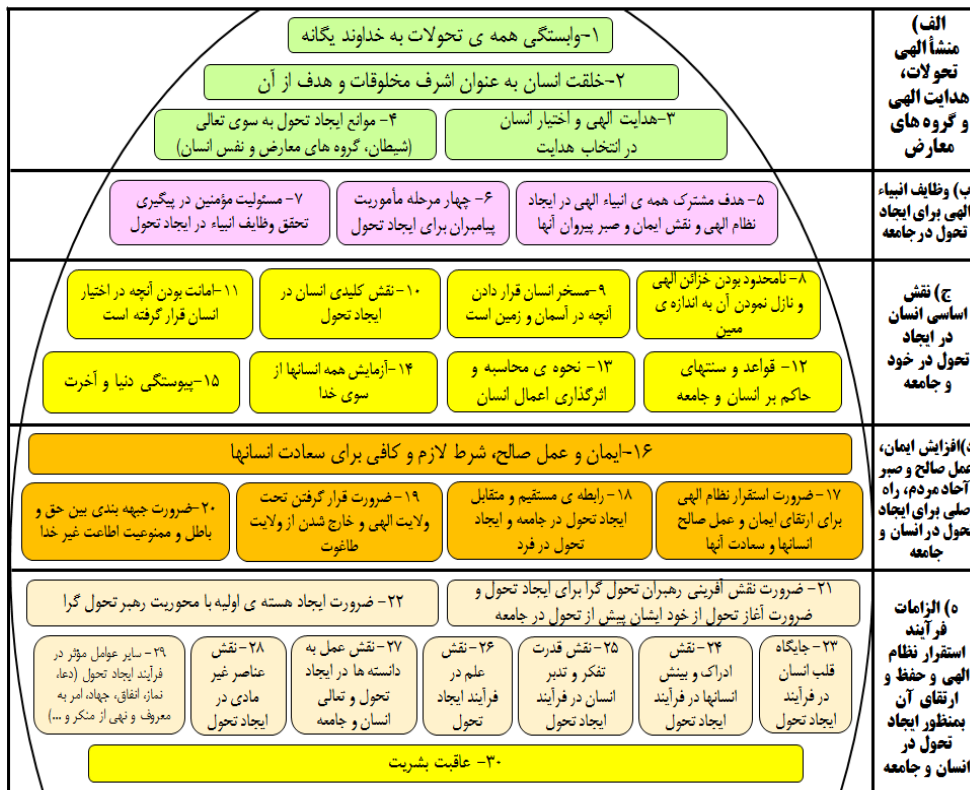 الف)
منشأ الهی
تحولات،
هدایت الهی
و گروه های
معارض
۱-وابستگی همه ی تحولات به خداوند یگانه
۲-خلقت انسان به عنوان اشرف مخلوقات و هدف از آن
۳-هدایت الهی و اختیار انسان
در انتخاب هدایت
۴- موانع ایجاد تحول به سوی تعالی
(شیطان، گروه های معارض و نفس انسان)
ب) وظایف انبیاء
الهی برای ایجاد
تحول در جامعه
۵- هدف مشترک همه ی انبیاء الهی در ایجاد
نظام الهی و نقش ایمان و صبر پیروان آنها
۶- چهار مرحله مأموریت
پیامبران برای ایجاد تحول
۷- مسئولیت مؤمنین در پیگیری
تحقق وظایف انبیاء در ایجاد تحول
ج) نقش
اساسی انسان
در ایجاد
تحول در خود
و جامعه
۸- نامحدود بودن خزائن الهی
و نازل نمودن آن به اندازه ی
معین
۹-مسخر انسان قرار دادن
آنچه در آسمان و زمین است
۱۰- نقش کلیدی انسان در
ایجاد تحول
۱۱- امانت بودن آنچه در اختیار
انسان قرار گرفته است
۱۲- قواعد و سنتهای
حاکم بر انسان و جامعه
۱۳- نحوه ی محاسبه و
اثرگذاری اعمال انسان
۱۴-آزمایش همه انسانها از
سوی خدا
۱۵-پیوستگی دنیا و آخرت
د)افزایش ایمان،
عمل صالح و صبر
آحاد مردم، راه
اصلی برای ایجاد
تحول در انسان و
جامعه
۱۶-ایمان و عمل صالح، شرط لازم و کافی برای سعادت انسانها
۱۷-ضرورت استقرار نظام الهی
برای ارتقای ایمان و عمل صالح
انسانها و سعادت آنها
۱۸- رابطه ی مستقیم و متقابل
ایجاد تحول در جامعه و ایجاد
تحول در فرد
۱۹- ضرورت قرار گرفتن تحت
ولایت الهی و خارج شدن از ولایت
طاغوت
۲۰-ضرورت جبهه بندی بین حق و
باطل و ممنوعیت اطاعت غیر خدا
ه) الزامات
فرآیند
استقرار نظام
الهی و حفظ و
ارتقای آن
بمنظور ایجاد
تحول در
انسان و جامعه
۲۱- ضرورت نقش آفرینی رهبران تحول گرا برای ایجاد تحول و
ضرورت آغاز تحول از خود ایشان پیش از تحول در جامعه
۲۲- ضرورت ایجاد هسته ی اولیه با محوریت رهبر تحول گرا
۲۳-جایگاه
قلب انسان
در فرآیند
ایجاد تحول
۲۴- نقش
ادراک و بینش
انسانها در فرآیند
ایجاد تحول
۲۵- نقش قدرت
تفکر و تدبر
انسان در فرآیند
ایجاد تحول
۲۶- نقش
علم در
فرآیند ایجاد
تحول
۲۷-نقش عمل به
دانسته ها در ایجاد
تحول و تعالی
انسان و جامعه
۲۸- نقش
عناصر غیر
مادی در
ایجاد تحول
۲۹- سایر عوامل مؤثر در
فرآیند ایجاد تحول (دعا،
نماز، انفاق، جهاد، امر به
معروف و نهی از منکر و ...)
۳۰- عاقبت بشریت